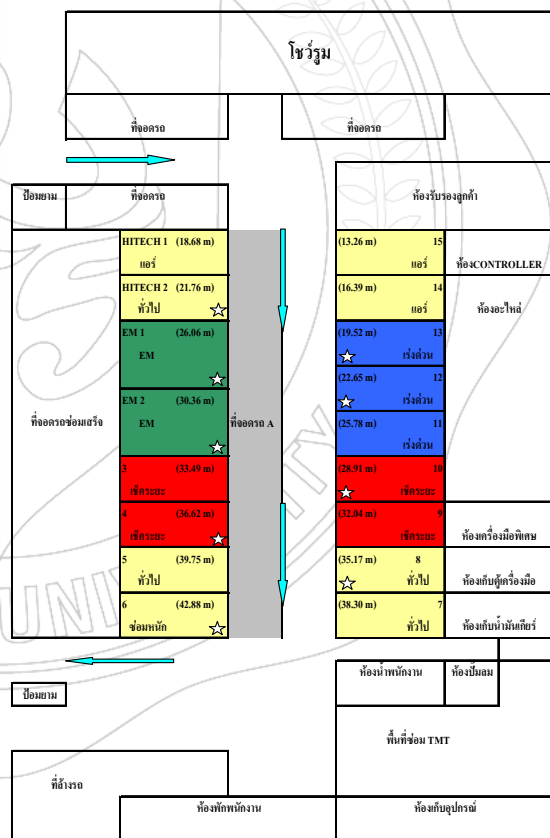 โชว์รูม
ที่จอดรถ
ที่จอดรถ
ป้อมยาม
ที่จอดรถ
ห้องรับรองลูกค้า
HITECH 1 (18.68 m)
แอร์
HITECH 2 (21.76 m)
ทั่วไป
EM 1 (26.06 m)
EM
EM 2 (30.36 m)
EM
3 (33.49 m)
เช็คระยะ
4 (36.62 m)
เช็คระยะ
5 (39.75 m)
ทั่วไป
6 (42.88 m)
ซ่อมหนัก
ที่จอดรถซ่อมเสร็จ
ที่จอดรถ A
(13.26 m) 15
แอร์
(16.39 m) 14
แอร์
(19.52 m) 13
เร่งด่วน
(22.65 m) 12
เร่งด่วน
(25.78 m) 11
เร่งด่วน
(28.91 m) 10
เช็คระยะ
(32.04 m) 9
เช็คระยะ
(35.17 m) 8
ทั่วไป
(38.30 m) 7
ทั่วไป
ห้องCONTROLLER
ห้องอะไหล่
ห้องเครื่องมือพิเศษ
ห้องเก็บตู้เครื่องมือ
ห้องเก็บน้ำมันเกียร์
ป้อมยาม
ห้องน้ำพนักงาน
ห้องปั๊มลม
พื้นที่ซ่อม TMT
ที่ล้างรถ
ห้องพักพนักงาน
ห้องเก็บอุปกรณ์
UNI
ITY